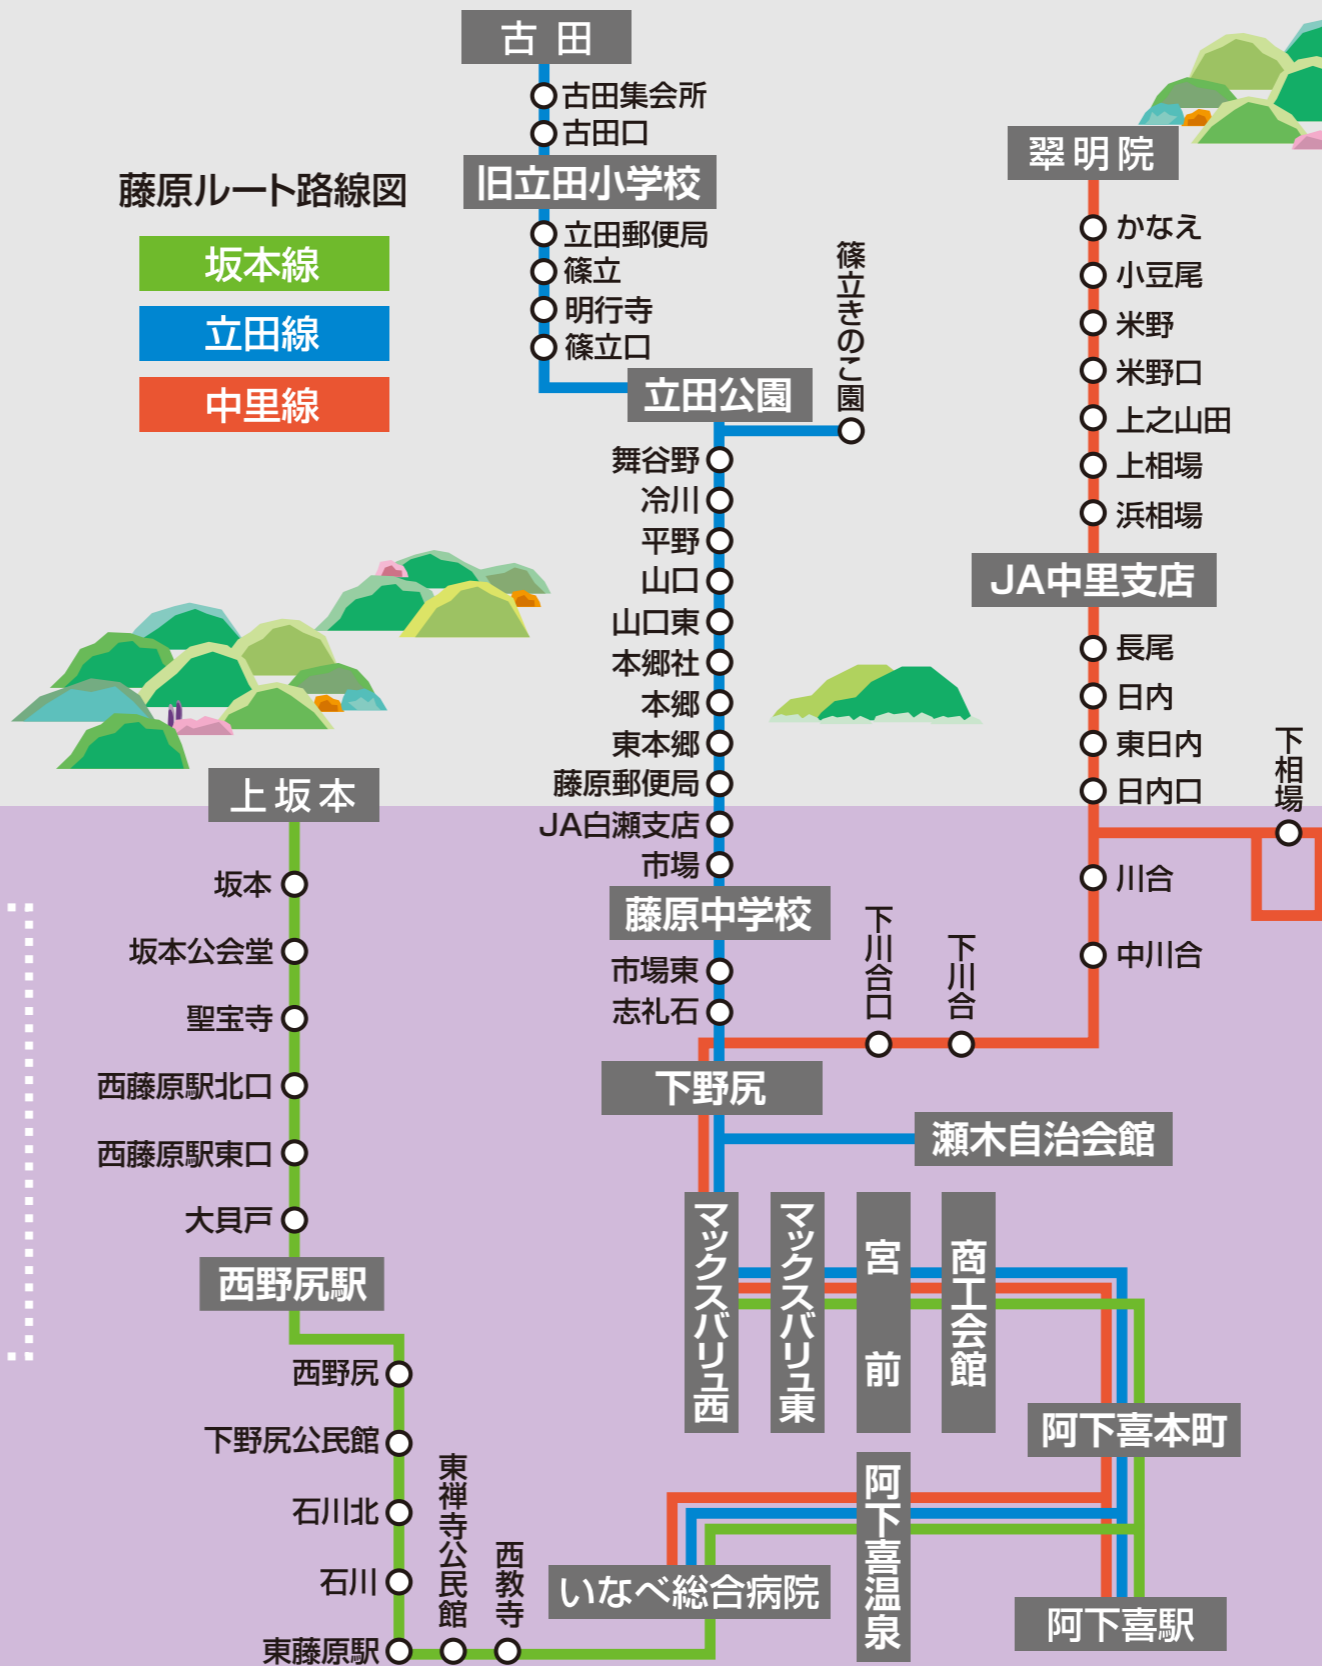 藤原ルート路線図
坂本線
立田線
中里線
古田
古田集会所
古田口
旧立田小学校
立田郵便局
篠立
明行寺
篠立口
立田公園
篠立きのこ園
舞谷野
冷川
平野
山口
山口東
本郷社
本郷
東本郷
藤原郵便局
JA白瀬支店
市場
藤原中学校
市場東
志礼石
下野尻
瀬木自治会館
翠明院
かなえ
小豆尾
米野
米野口
上之山田
上相場
浜相場
JA中里支店
長尾
日内
東日内
日内口
下相場
川合
中川合
下川合
下川合口
上坂本
坂本
坂本公会堂
聖宝寺
西藤原駅北口
西藤原駅東口
大貝戸
西野尻駅
西野尻
下野尻公民館
石川北
石川
東藤原駅
東禅寺公民館
西教寺
いなべ総合病院
阿下喜温泉
マックスバリュ西
マックスバリュ東
宮前
商工会館
阿下喜本町
阿下喜駅